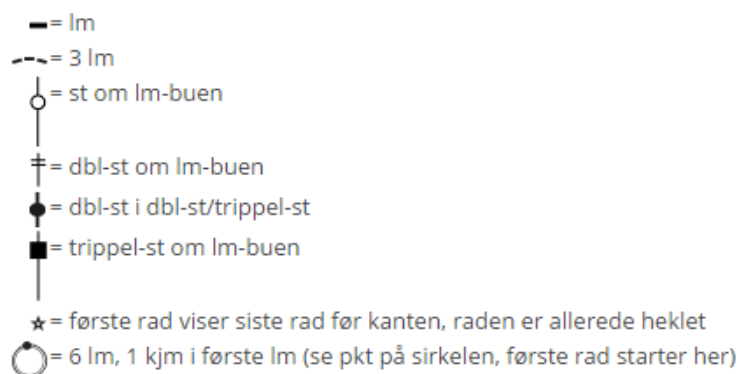 = lm
= 3 lm
= st om lm-buen
= dbl-st om lm-buen
= dbl-st i dbl-st/trippel-st
= trippel-st om lm-buen
= første rad viser siste rad før kanten, raden er allerede heklet
= 6 lm, 1 kjm i første lm (se pkt på sirkelen, første rad starter her)